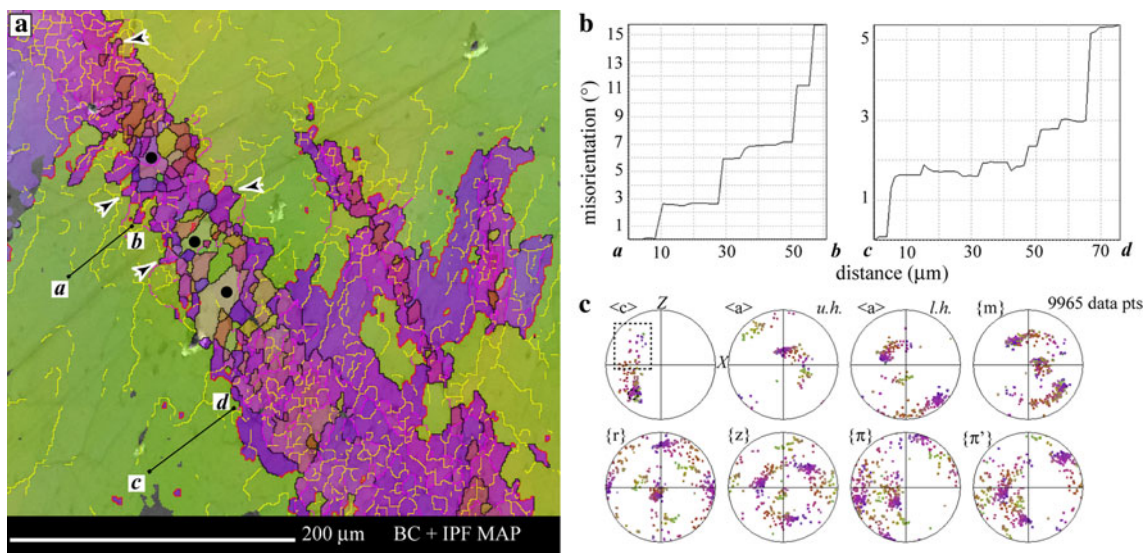 a
b
a
c
d
200 μm BC + IPF MAP
b
misorientation (°)
15
13
11
9
7
5
3
1
10 30 50
a b
5
3
1
10 30 50 70
c d
distance (μm)
c
9965 data pts
<c> Z
X
<a> u.h.
<a> l.h.
{m}
{r}
{z}
{π}
{π'}